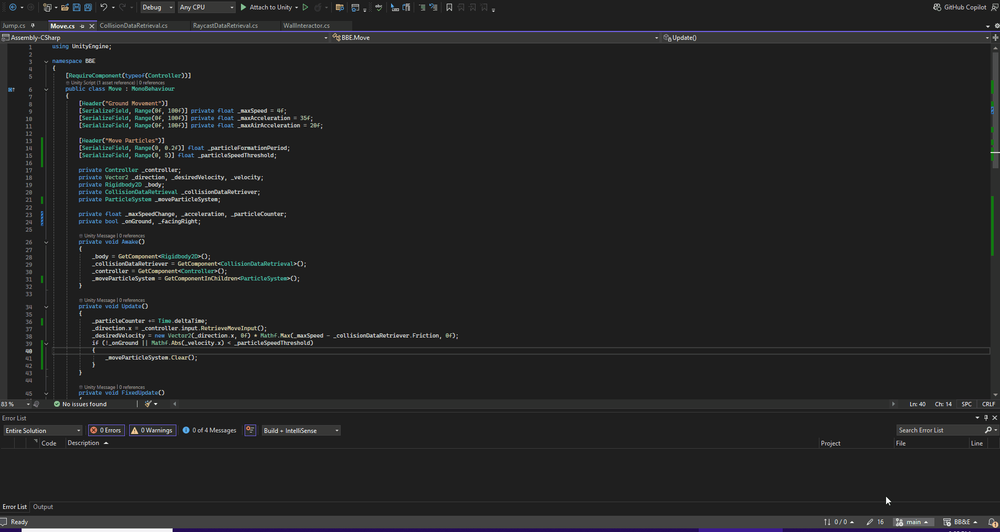 Debug Any CPU Attach to Unity GitHub Copilot
Jump.cs Move.cs CollisionDataRetrieval.cs RaycastDataRetrieval.cs WallInteractor.cs
Assembly-CSharp BBE.Move Update()
1 using UnityEngine;
2
3 namespace BBE
4 {
5 [RequireComponent(typeof(Controller))]
Unity Script (1 asset reference) | 0 references
6 public class Move : MonoBehaviour
7 {
8 [Header("Ground Movement")]
9 [SerializeField, Range(0f, 100f)] private float _maxSpeed = 4f;
10 [SerializeField, Range(0f, 100f)] private float _maxAcceleration = 35f;
11 [SerializeField, Range(0f, 100f)] private float _maxAirAcceleration = 20f;
12
13 [Header("Move Particles")]
14 [SerializeField, Range(0, 0.2f)] float _particleFormationPeriod;
15 [SerializeField, Range(0, 5)] float _particleSpeedThreshold;
16
17 private Controller _controller;
18 private Vector2 _direction, _desiredVelocity, _velocity;
19 private Rigidbody2D _body;
20 private CollisionDataRetrieval _collisionDataRetriever;
21 private ParticleSystem _moveParticleSystem;
22
23 private float _maxSpeedChange, _acceleration, _particleCounter;
24 private bool _onGround, _facingRight;
25
Unity Message | 0 references
26 private void Awake()
27 {
28 _body = GetComponent<Rigidbody2D>();
29 _collisionDataRetriever = GetComponent<CollisionDataRetrieval>();
30 _controller = GetComponent<Controller>();
31 _moveParticleSystem = GetComponentInChildren<ParticleSystem>();
32 }
33
Unity Message | 0 references
34 private void Update()
35 {
36 _particleCounter += Time.deltaTime;
37 _direction.x = _controller.input.RetrieveMoveInput();
38 _desiredVelocity = new Vector2(_direction.x, 0f) * Mathf.Max(_maxSpeed - _collisionDataRetriever.Friction, 0f);
39 if (!_onGround || Mathf.Abs(_velocity.x) < _particleSpeedThreshold)
40 {
41 _moveParticleSystem.Clear();
42 }
43 }
44
Unity Message | 0 references
45 private void FixedUpdate()
83 % No issues found Ln: 40 Ch: 14 SPC CRLF
Error List
Entire Solution 0 Errors 0 Warnings 0 of 4 Messages Build + IntelliSense Search Error List
Code Description Project File Line
Error List Output
Ready 0 / 0 16 main BB&E 1